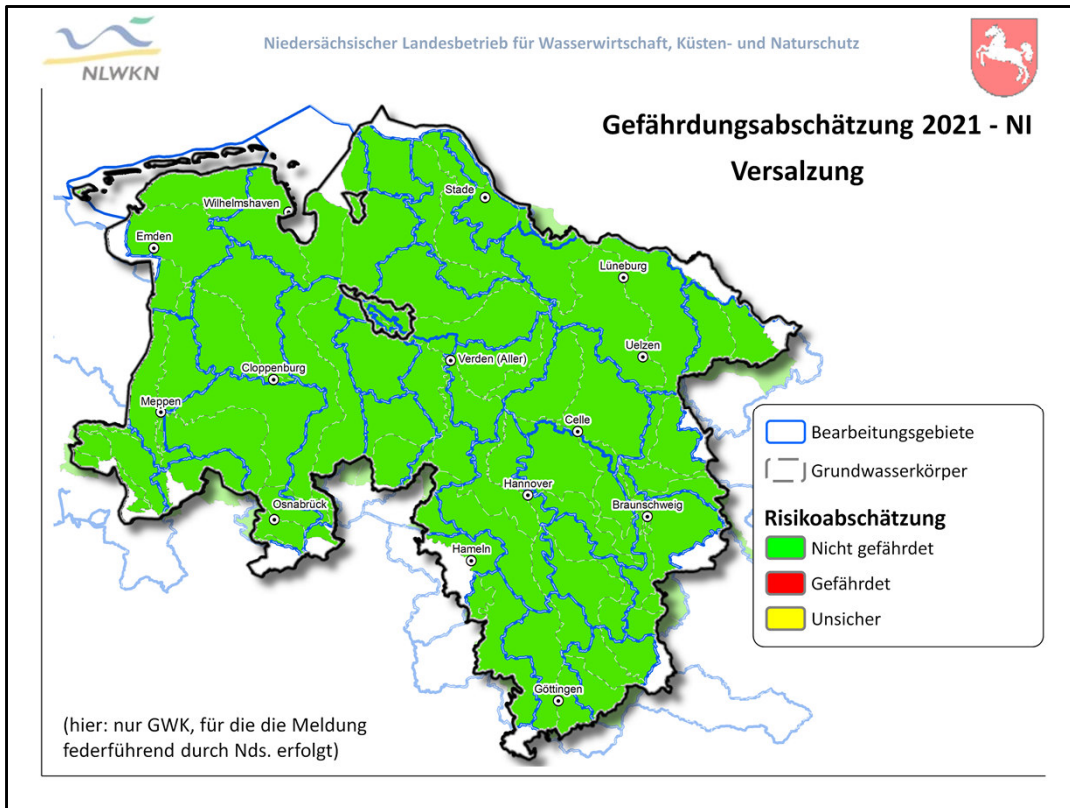 NLWKN
Niedersächsischer Landesbetrieb für Wasserwirtschaft, Küsten- und Naturschutz
Gefährdungsabschätzung 2021 - NI
Versalzung
Stade
Wilhelmshaven
Emden
Lüneburg
Verden (Aller)
Uelzen
Cloppenburg
Meppen
Celle
Hannover
Osnabrück
Braunschweig
Hameln
Göttingen
Bearbeitungsgebiete
Grundwasserkörper
Risikoabschätzung
Nicht gefährdet
Gefährdet
Unsicher
(hier: nur GWK, für die die Meldung
federführend durch Nds. erfolgt)